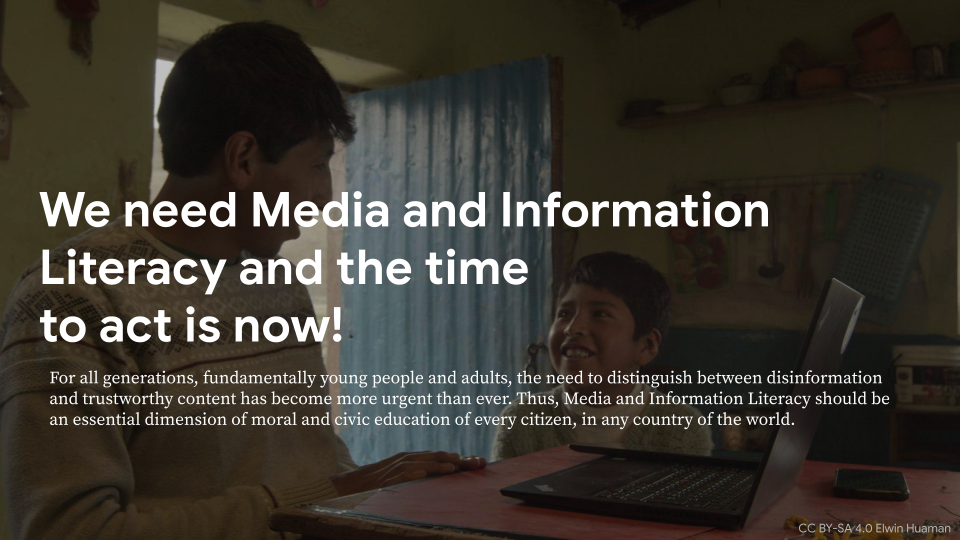 We need Media and Information
Literacy and the time
to act is now!
For all generations, fundamentally young people and adults, the need to distinguish between disinformation
and trustworthy content has become more urgent than ever. Thus, Media and Information Literacy should be
an essential dimension of moral and civic education of every citizen, in any country of the world.
CC BY-SA 4.0 Elwin Huaman